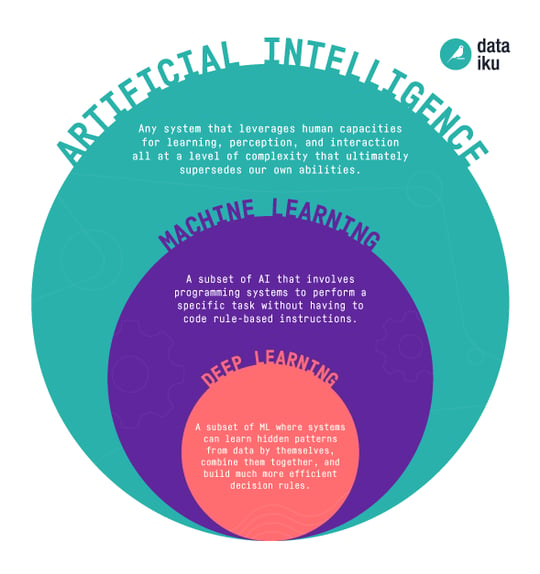 data
iku
ARTIFICIAL INTELLIGENCE
Any system that leverages human capacities
for learning, perception, and interaction
all at a level of complexity that ultimately
supersedes our own abilities.
MACHINE LEARNING
A subset of AI that involves
programming systems to perform a
specific task without having to
code rule-based instructions.
DEEP LEARNING
A subset of ML where systems
can learn hidden patterns
from data by themselves,
combine them together, and
build much more efficient
decision rules.